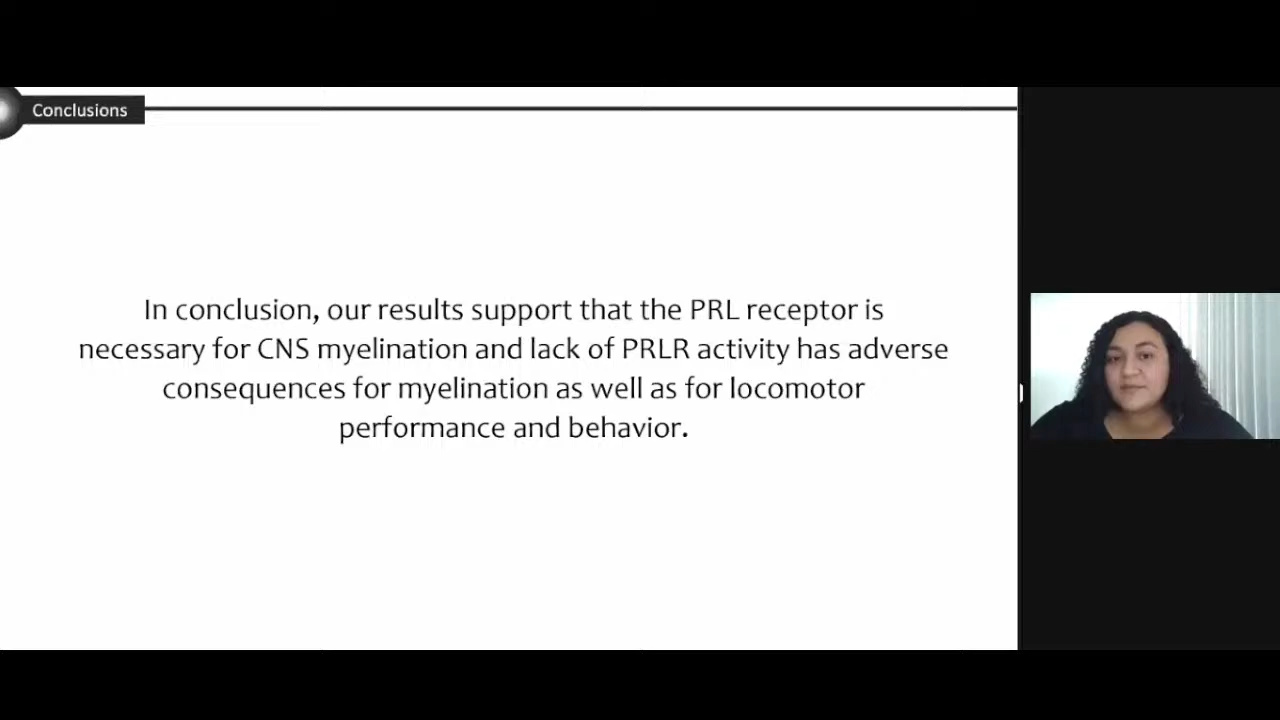 Conclusions
In conclusion, our results support that the PRL receptor is
necessary for CNS myelination and lack of PRLR activity has adverse
consequences for myelination as well as for locomotor
performance and behavior.